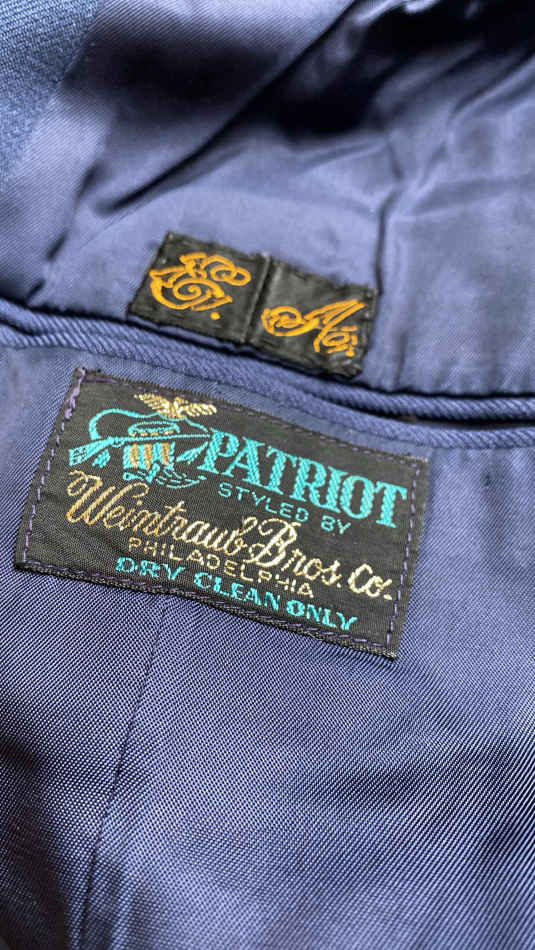 E. A.
PATRIOT
STYLED BY
Weintraub Bros. Co.
PHILADELPHIA
DRY CLEAN ONLY